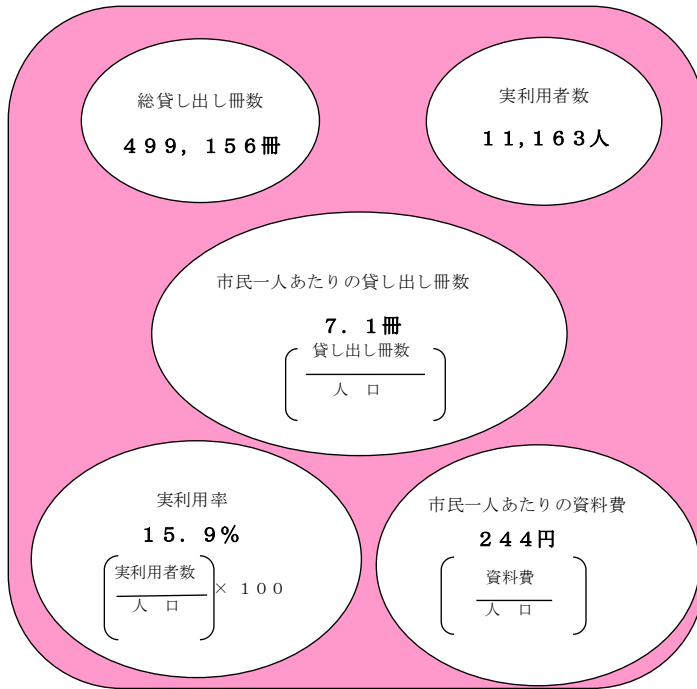 総貸し出し冊数
４９９，１５６冊
実利用者数
１１,１６３人
市民一人あたりの貸し出し冊数
７．１冊
貸し出し冊数
人　口
実利用率
１５．９％
実利用者数
人　口
× １００
市民一人あたりの資料費
２４４円
資料費
人　口